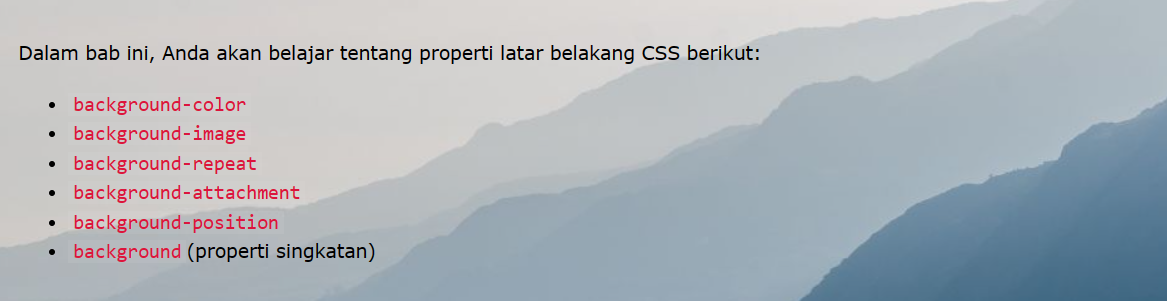 Dalam bab ini, Anda akan belajar tentang properti latar belakang CSS berikut:
• background-color
• background-image
• background-repeat
• background-attachment
• background-position
• background (properti singkatan)